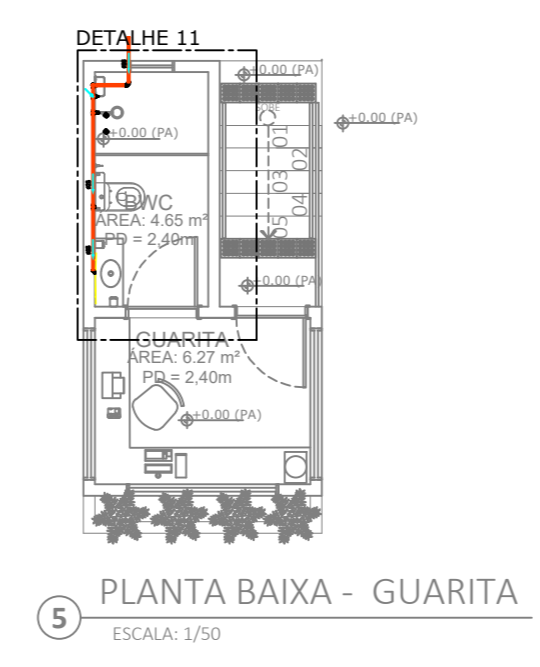 DETALHE 11
+0.00 (PA)
SOBE
+0.00 (PA)
+0.00 (PA)
01
02
03
04
05
BWC
ÁREA: 4.65 m²
PD = 2,40m
+0.00 (PA)
GUARITA
ÁREA: 6.27 m²
PD = 2,40m
+0.00 (PA)
5
PLANTA BAIXA - GUARITA
ESCALA: 1/50